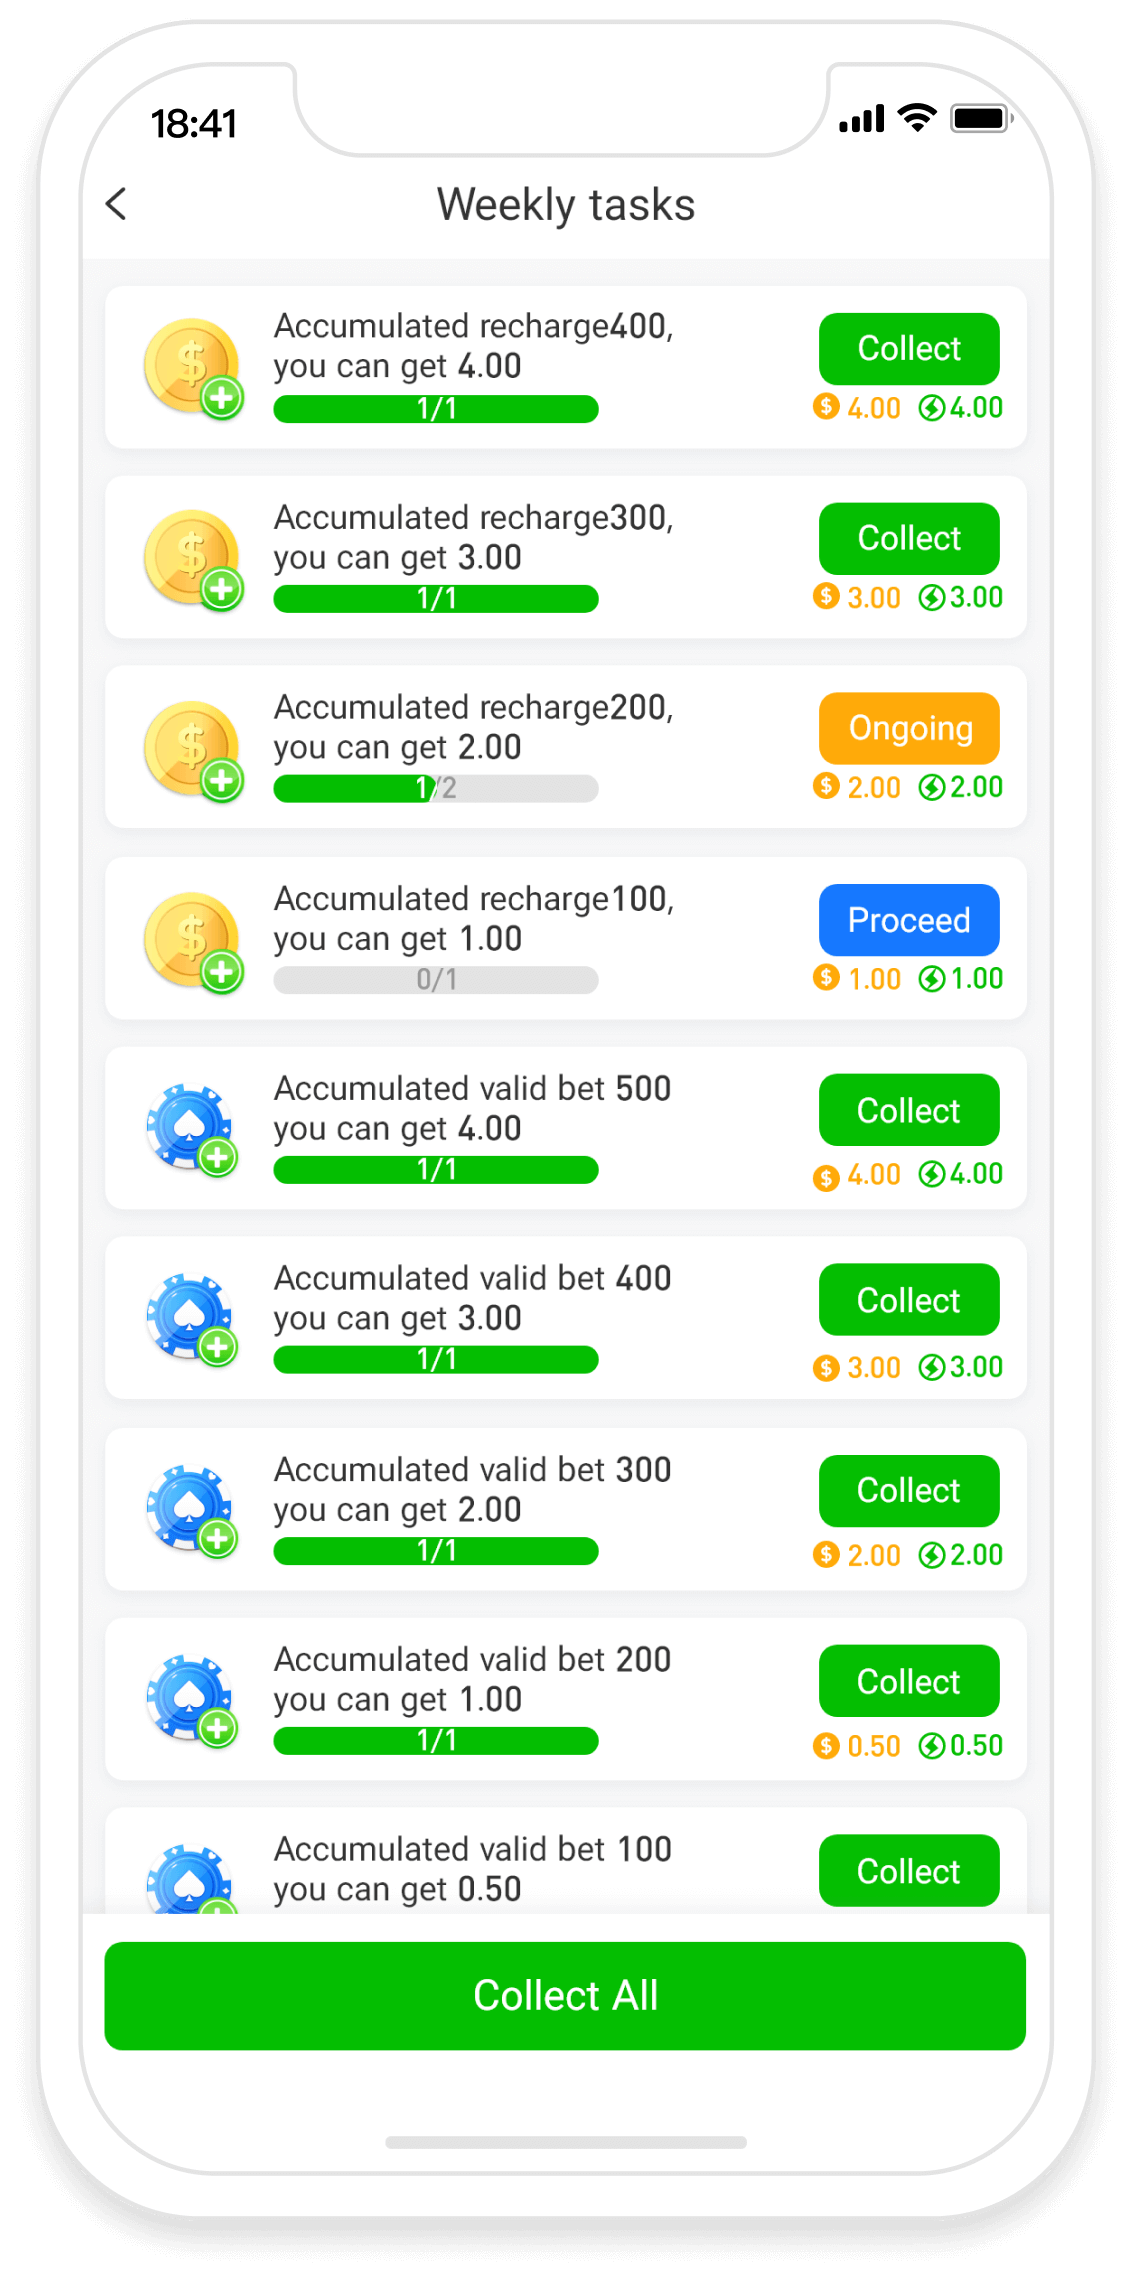 18:41
Weekly tasks
Accumulated recharge400,
you can get 4.00
1/1
Collect
$ 4.00 4.00
Accumulated recharge300,
you can get 3.00
1/1
Collect
$ 3.00 3.00
Accumulated recharge200,
you can get 2.00
1/2
Ongoing
$ 2.00 2.00
Accumulated recharge100,
you can get 1.00
0/1
Proceed
$ 1.00 1.00
Accumulated valid bet 500
you can get 4.00
1/1
Collect
$ 4.00 4.00
Accumulated valid bet 400
you can get 3.00
1/1
Collect
$ 3.00 3.00
Accumulated valid bet 300
you can get 2.00
1/1
Collect
$ 2.00 2.00
Accumulated valid bet 200
you can get 1.00
1/1
Collect
$ 0.50 0.50
Accumulated valid bet 100
you can get 0.50
Collect
Collect All